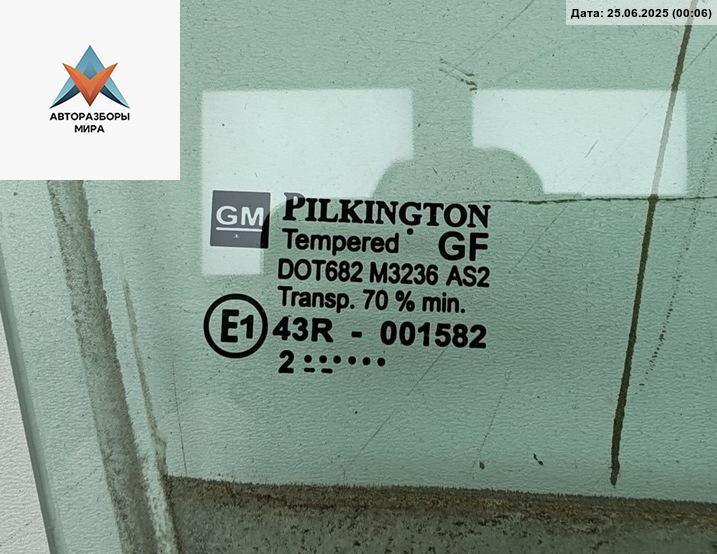 Дата: 25.06.2025 (00:06)
АВТОРАЗБОРЫ
МИРА
GM
PILKINGTON
Tempered GF
DOT682 M3236 AS2
Transp. 70 % min.
E1 43R - 001582
2